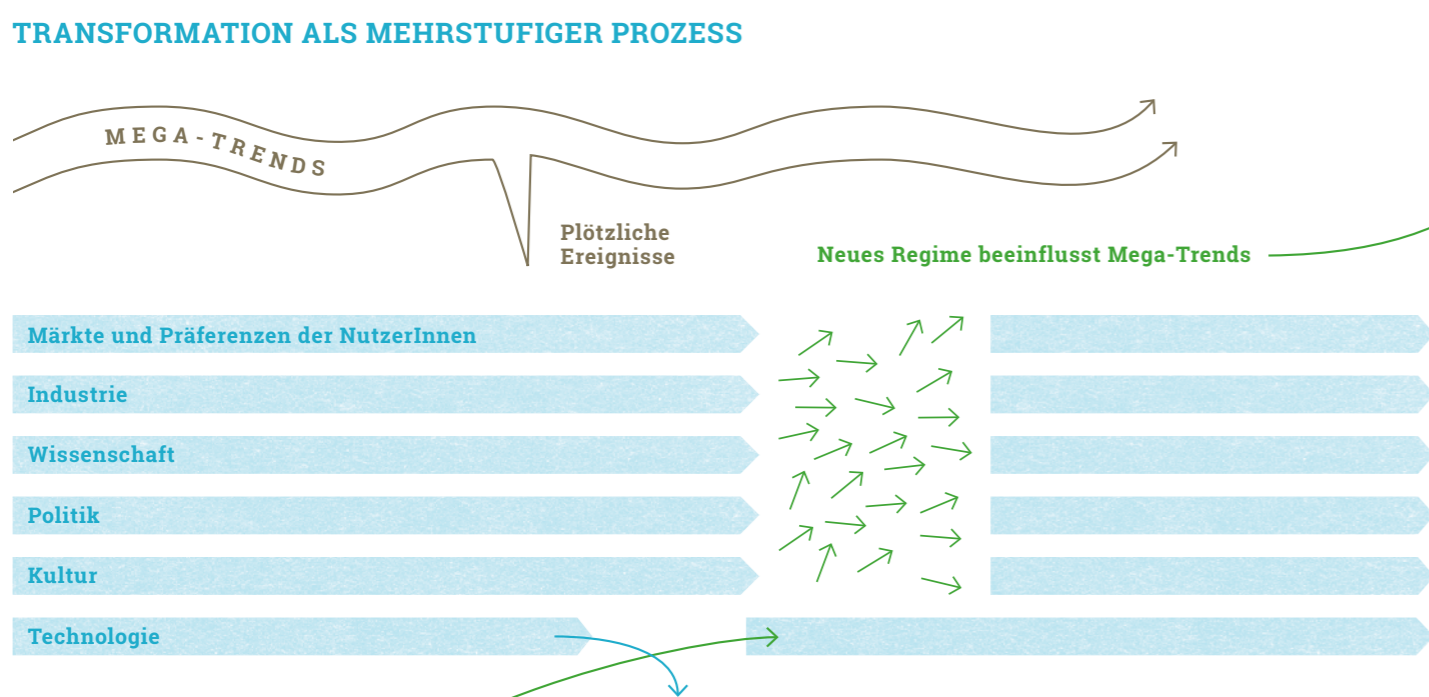 TRANSFORMATION ALS MEHRSTUFIGER PROZESS
MEGA-TRENDS
Plötzliche
Ereignisse
Neues Regime beeinflusst Mega-Trends
Märkte und Präferenzen der NutzerInnen
Industrie
Wissenschaft
Politik
Kultur
Technologie